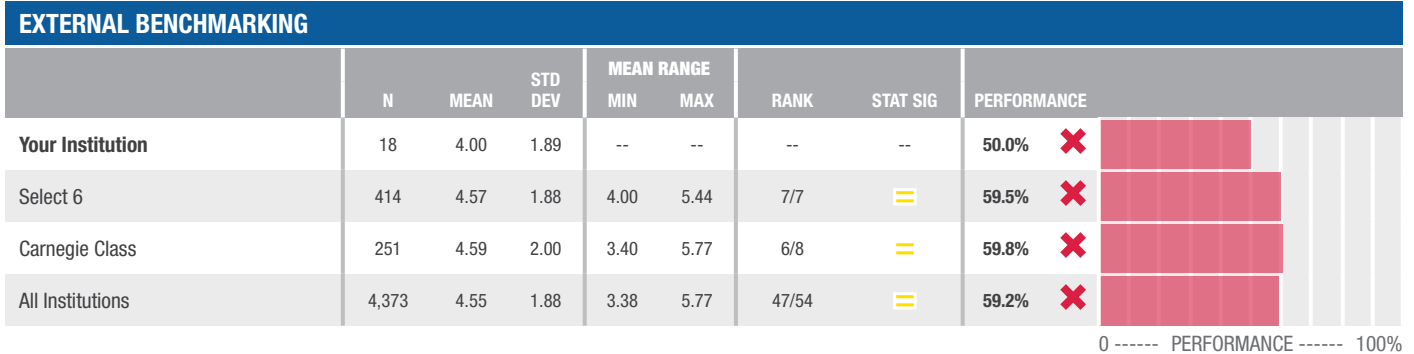 EXTERNAL BENCHMARKING
N MEAN STD DEV MEAN RANGE MIN MAX RANK STAT SIG PERFORMANCE
Your Institution 18 4.00 1.89 -- -- -- -- 50.0%
Select 6 414 4.57 1.88 4.00 5.44 7/7 = 59.5%
Carnegie Class 251 4.59 2.00 3.40 5.77 6/8 = 59.8%
All Institutions 4,373 4.55 1.88 3.38 5.77 47/54 = 59.2%
0 ------ PERFORMANCE ------ 100%